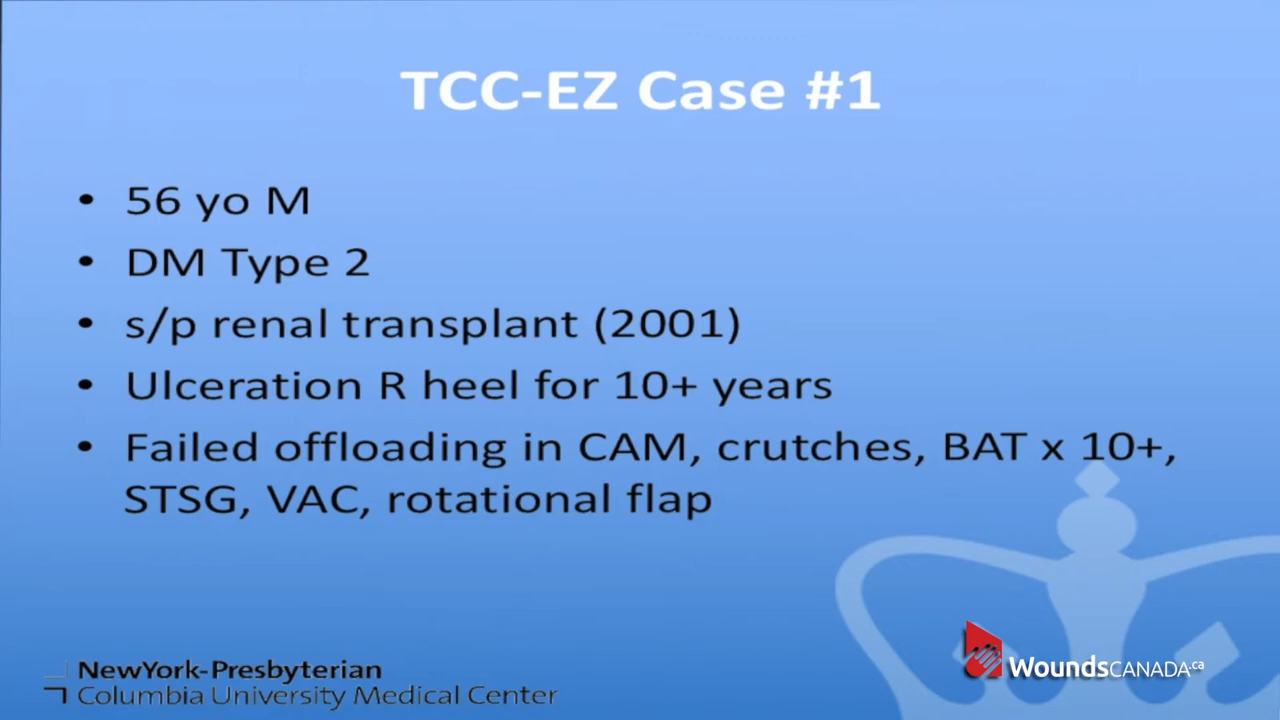 TCC-EZ Case #1
• 56 yo M
• DM Type 2
• s/p renal transplant (2001)
• Ulceration R heel for 10+ years
• Failed offloading in CAM, crutches, BAT x 10+,
STSG, VAC, rotational flap
NewYork-Presbyterian
Columbia University Medical Center
WoundsCANADA.ca